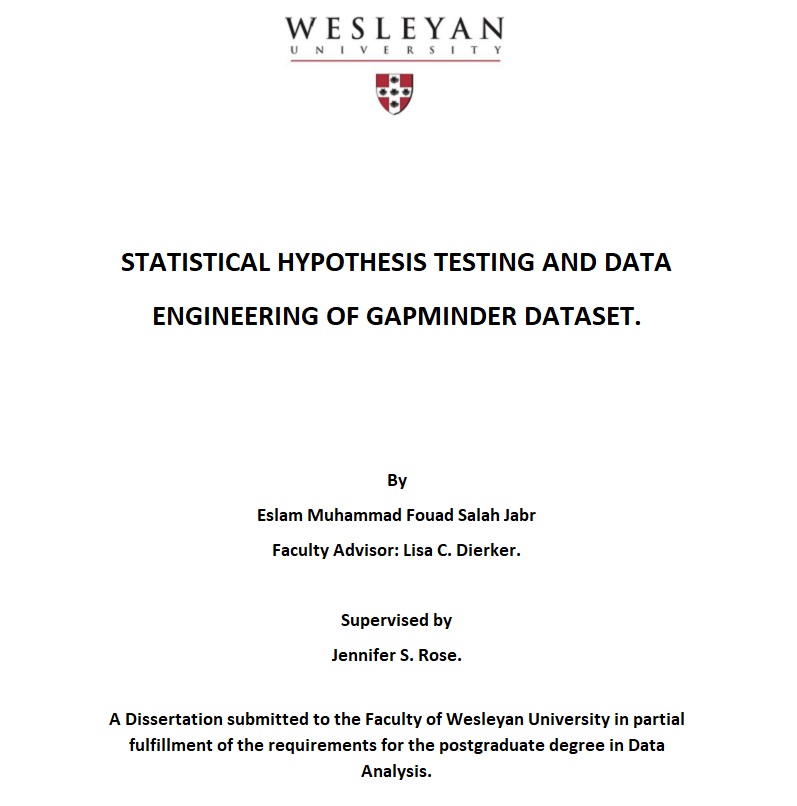 WESLEYAN
UNIVERSITY
STATISTICAL HYPOTHESIS TESTING AND DATA
ENGINEERING OF GAPMINDER DATASET.
By
Eslam Muhammad Fouad Salah Jabr
Faculty Advisor: Lisa C. Dierker.
Supervised by
Jennifer S. Rose.
A Dissertation submitted to the Faculty of Wesleyan University in partial
fulfillment of the requirements for the postgraduate degree in Data
Analysis.